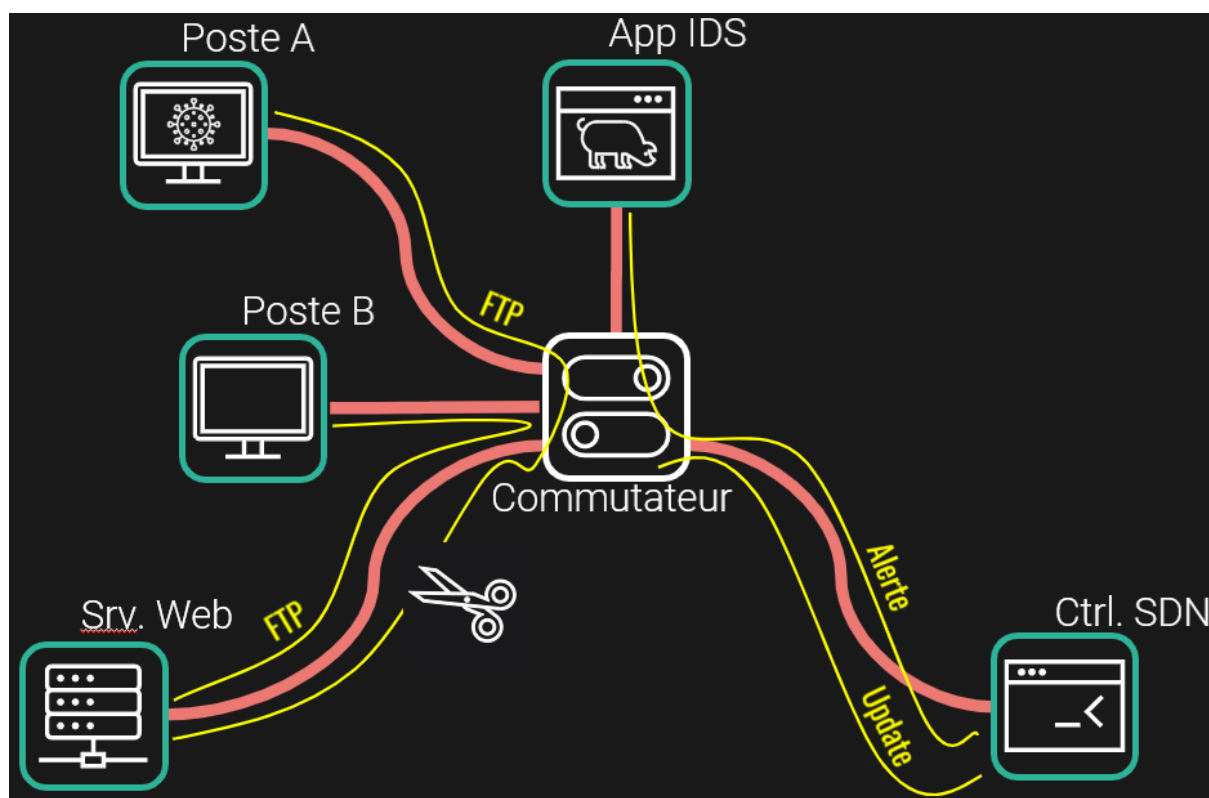 Poste A
App IDS
FTP
Poste B
Commutateur
Alerte
FTP
Srv. Web
Ctrl. SDN
Update